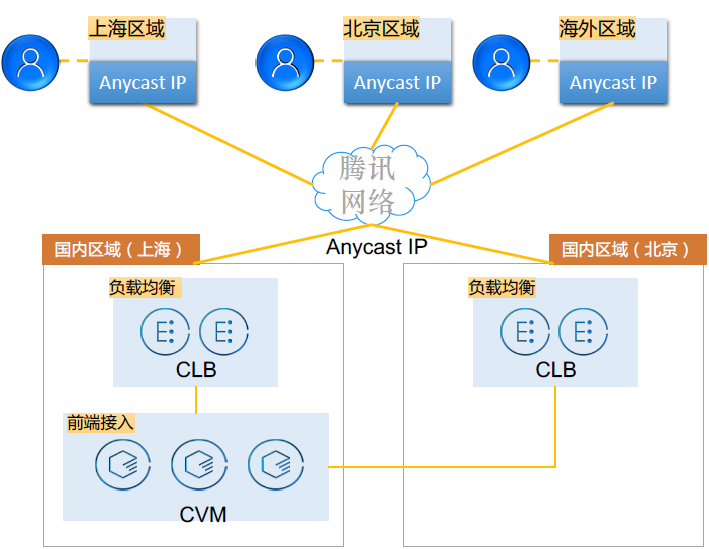 上海区域
北京区域
海外区域
Anycast IP
Anycast IP
Anycast IP
腾讯
网络
国内区域（上海）
Anycast IP
国内区域（北京）
负载均衡
负载均衡
CLB
CLB
前端接入
CVM